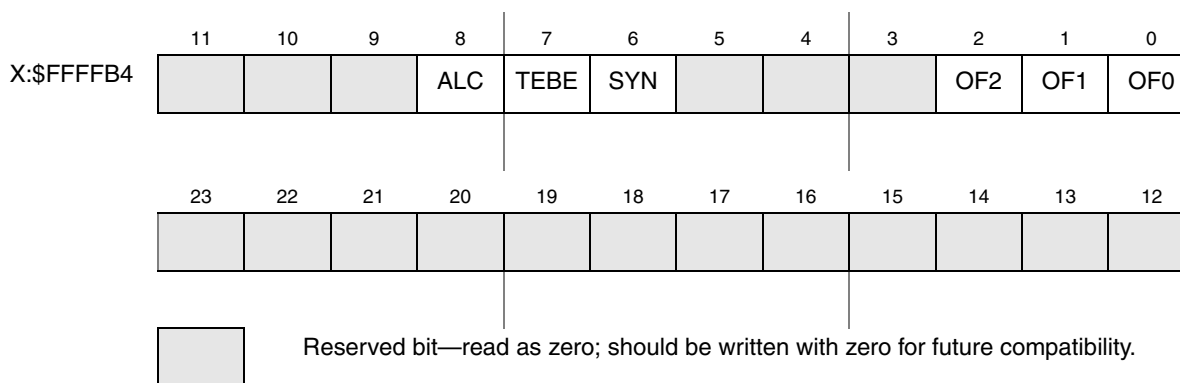 11 10 9 8 7 6 5 4 3 2 1 0
X:$FFFFB4 ALC TEBE SYN OF2 OF1 OF0
23 22 21 20 19 18 17 16 15 14 13 12
Reserved bit—read as zero; should be written with zero for future compatibility.